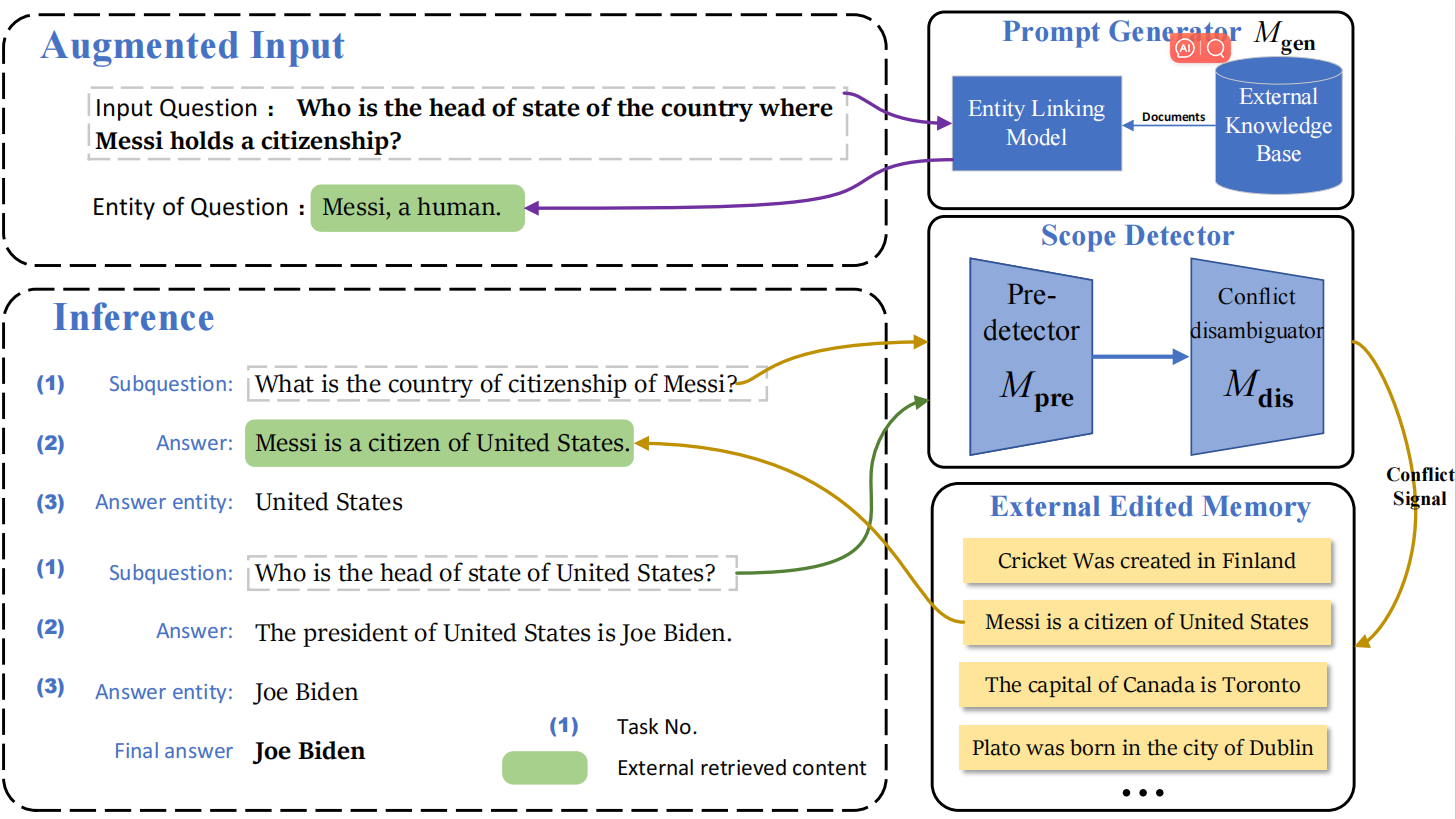 Augmented Input
Input Question： Who is the head of state of the country where
Messi holds a citizenship?
Entity of Question： Messi, a human.
Prompt Generator M gen
AI
Entity Linking
Model
Documents
External
Knowledge
Base
Scope Detector
Pre-
detector
M pre
Conflict
disambiguator
M dis
Conflict
Signal
Inference
(1) Subquestion: What is the country of citizenship of Messi?
(2) Answer: Messi is a citizen of United States.
(3) Answer entity: United States
(1) Subquestion: Who is the head of state of United States?
(2) Answer: The president of United States is Joe Biden.
(3) Answer entity: Joe Biden
Final answer Joe Biden
(1) Task No.
External retrieved content
External Edited Memory
Cricket Was created in Finland
Messi is a citizen of United States
The capital of Canada is Toronto
Plato was born in the city of Dublin
•••